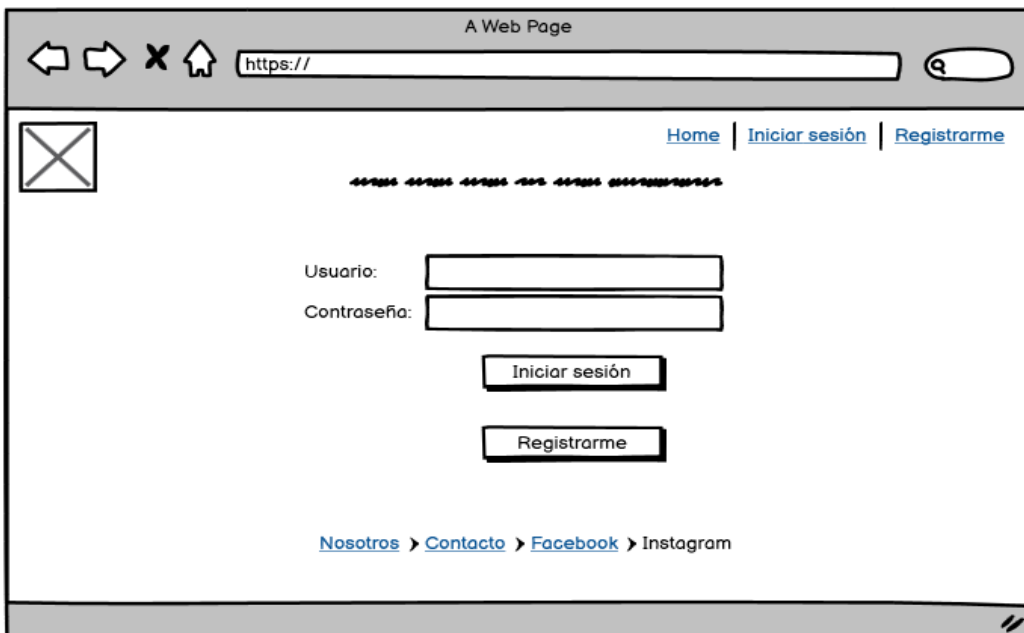 A Web Page
https://
Home | Iniciar sesión | Registrarme
Usuario:
Contraseña:
Iniciar sesión
Registrarme
Nosotros > Contacto > Facebook > Instagram